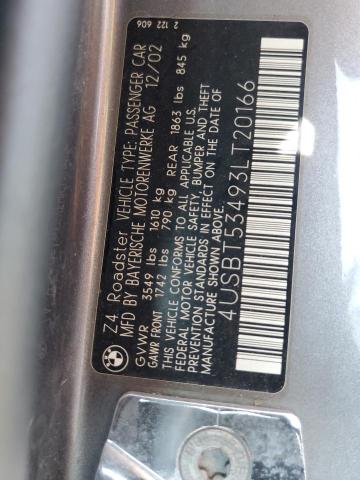 Z4 Roadster VEHICLE TYPE: PASSENGER CAR
MFD BY BAYERISCHE MOTORENWERKE AG 12/02
GVWR 3549 lbs 1610 kg
GAWR FRONT 1742 lbs 790 kg REAR 1863 lbs 845 kg
THIS VEHICLE CONFORMS TO ALL APPLICABLE U.S.
FEDERAL MOTOR VEHICLE SAFETY, BUMPER AND THEFT
PREVENTION STANDARDS IN EFFECT ON THE DATE OF
MANUFACTURE SHOWN ABOVE.
4USBT53493LT20166
2 122 606